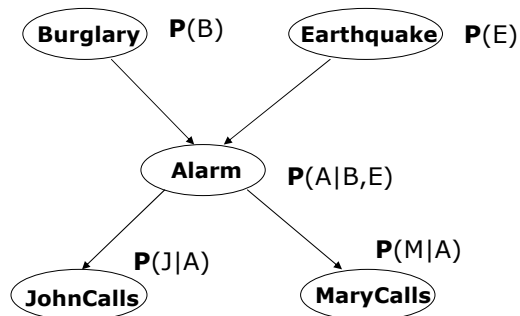 Burglary P(B)
Earthquake P(E)
Alarm
P(A|B,E)
P(J|A)
P(M|A)
JohnCalls
MaryCalls